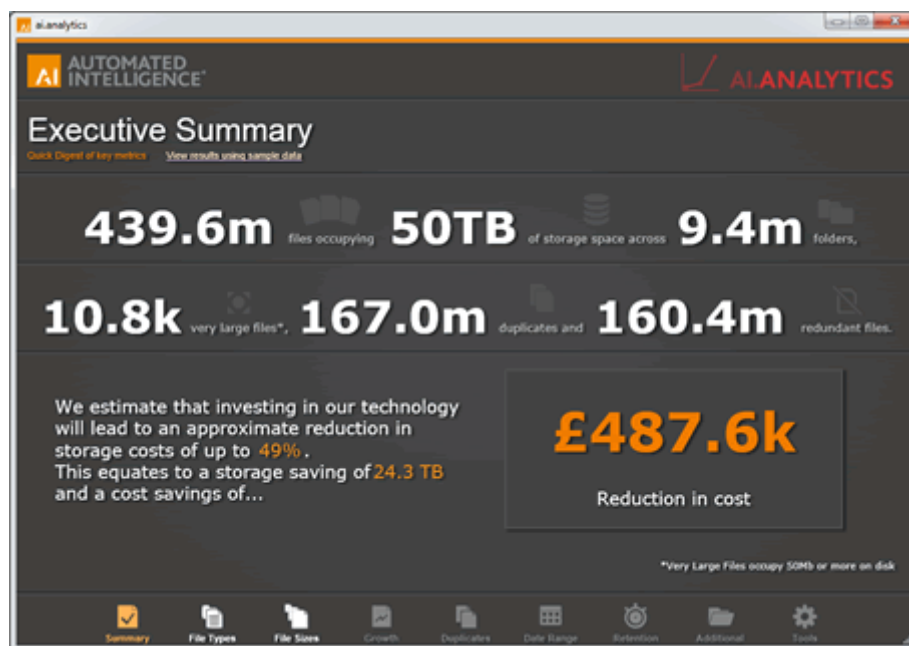 ai.analytics
AI AUTOMATED
INTELLIGENCE
AI.ANALYTICS
Executive Summary
Quick Digest of key metrics View results using sample data
439.6m files occupying 50TB of storage space across 9.4m folders,
10.8k very large files*, 167.0m duplicates and 160.4m redundant files.
We estimate that investing in our technology
will lead to an approximate reduction in
storage costs of up to 49% .
This equates to a storage saving of 24.3 TB
and a cost savings of...
£487.6k
Reduction in cost
*Very Large Files occupy 50Mb or more on disk
Summary File Types File Sizes Growth Duplicates Date Range Retention Additional Tools